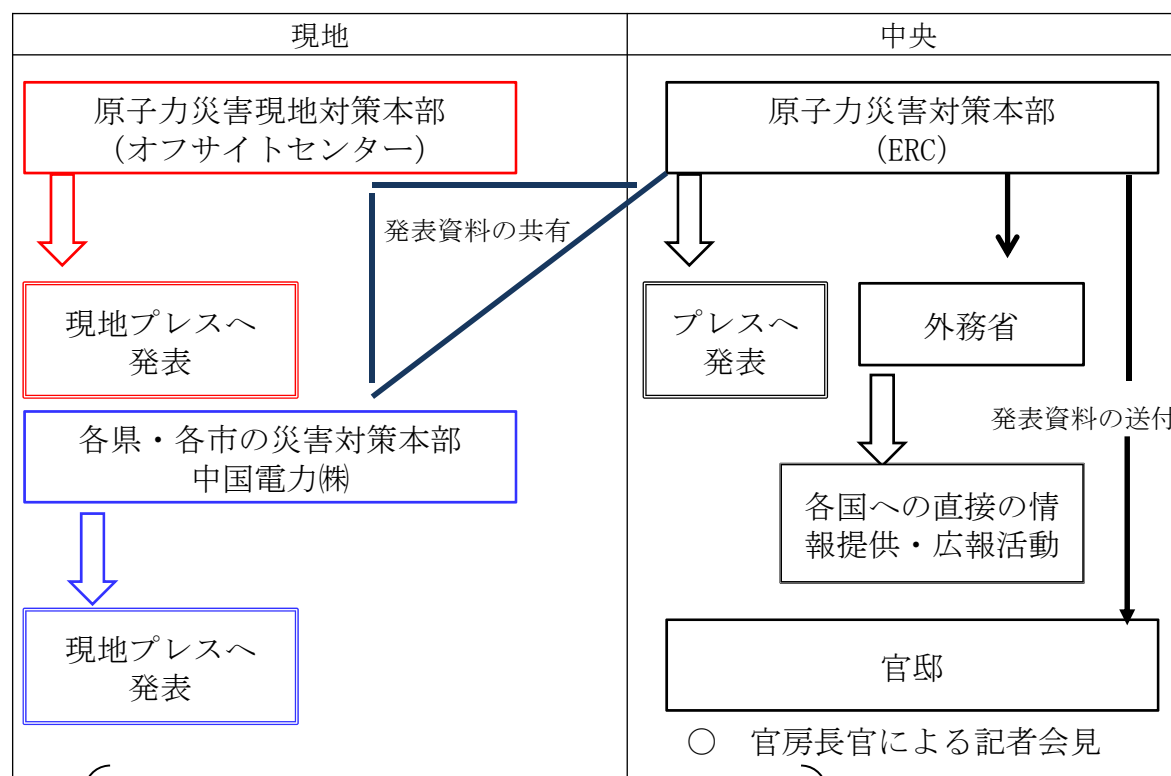 現地
中央
原子力災害現地対策本部
(オフサイトセンター)
原子力災害対策本部
(ERC)
発表資料の共有
現地プレスへ
発表
プレスへ
発表
外務省
各県・各市の災害対策本部
中国電力㈱
発表資料の送付
各国への直接の情
報提供・広報活動
現地プレスへ
発表
官邸
○ 官房長官による記者会見